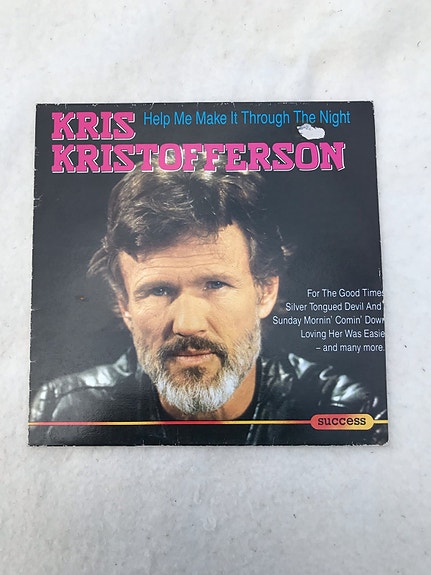 KRIS
Help Me Make It Through The Night
KRISTOFFERSON
For The Good Times
Silver Tongued Devil And I
Sunday Mornin' Comin' Down
Loving Her Was Easie
– and many more.
success